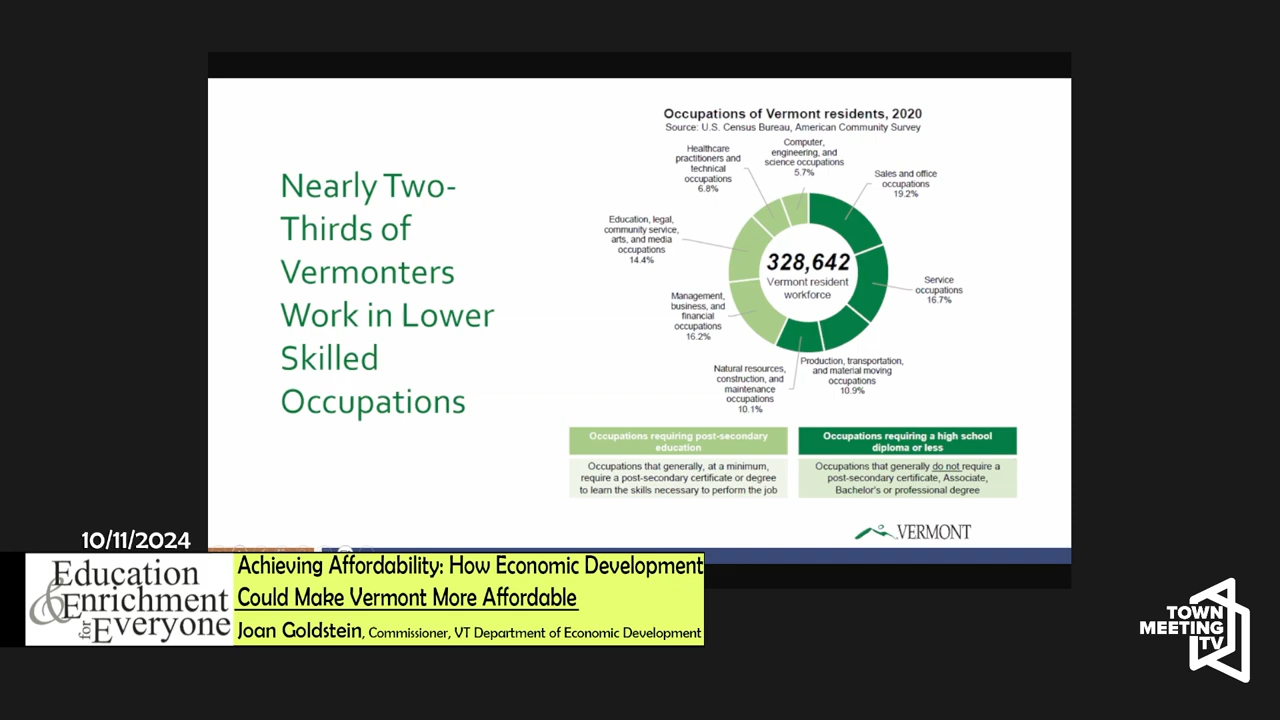 Nearly Two-
Thirds of
Vermonters
Work in Lower
Skilled
Occupations
Occupations of Vermont residents, 2020
Source: U.S. Census Bureau, American Community Survey
Healthcare
practitioners and
technical
occupations
6.8%
Computer,
engineering, and
science occupations
5.7%
Sales and office
occupations
19.2%
Education, legal,
community service,
arts, and media
occupations
14.4%
328,642
Vermont resident
workforce
Service
occupations
16.7%
Management,
business, and
financial
occupations
16.2%
Natural resources,
construction, and
maintenance
occupations
10.1%
Production, transportation,
and material moving
occupations
10.9%
Occupations requiring post-secondary
education
Occupations that generally, at a minimum,
require a post-secondary certificate or degree
to learn the skills necessary to perform the job
Occupations requiring a high school
diploma or less
Occupations that generally do not require a
post-secondary certificate, Associate,
Bachelor's or professional degree
VERMONT
10/11/2024
Education
& Enrichment
for Everyone
Achieving Affordability: How Economic Development
Could Make Vermont More Affordable
Joan Goldstein, Commissioner, VT Department of Economic Development
TOWN
MEETING
TV